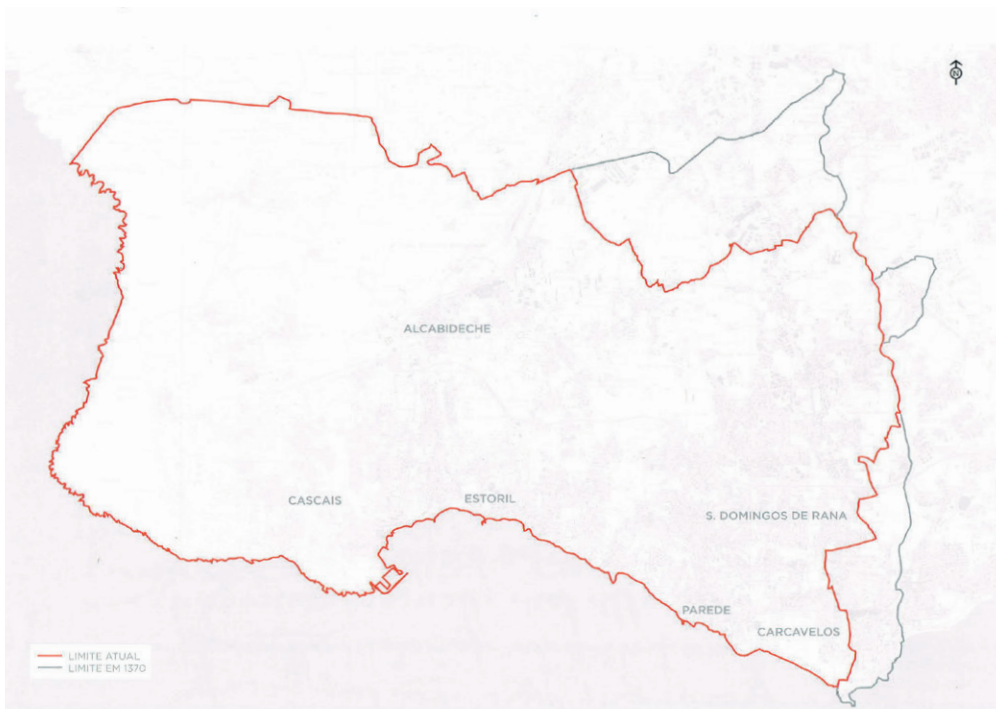 N
ALCABIDECHE
CASCAIS
ESTORIL
S. DOMINGOS DE RANA
PAREDE
CARCAVELOS
LIMITE ATUAL
LIMITE EM 1370